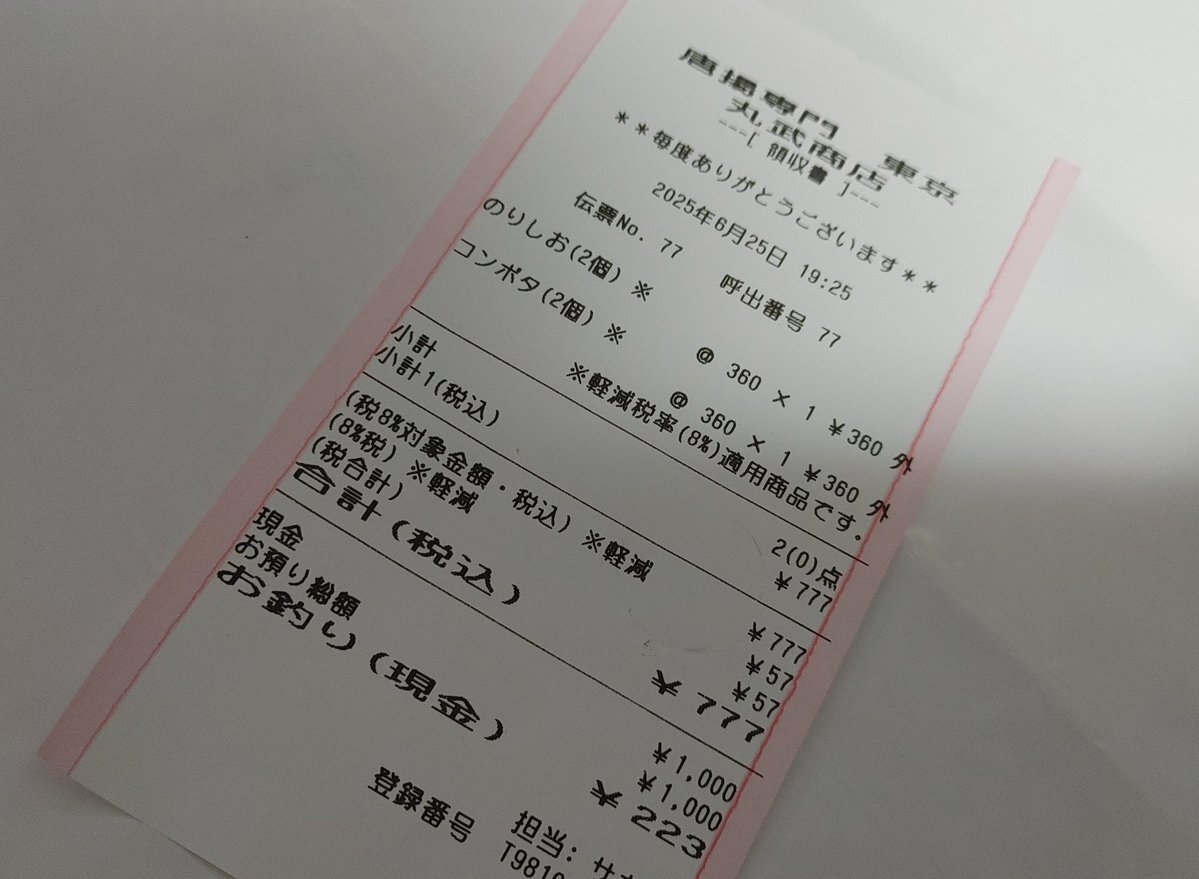 唐揚専門 東京
丸武商店
---[ 領収書 ]---
**毎度ありがとうございます**
2025年6月25日 19:25
伝票No. 77 呼出番号 77
のりしお(2個) ※
@ 360 × 1 ¥360 外
コンポタ(2個) ※
@ 360 × 1 ¥360 外
※軽減税率(8%)適用商品です.
小計 2(0)点
小計1(税込) ¥777
(税8%対象金額・税込) ※軽減 ¥777
(8%税) ※軽減 ¥57
(税合計) ¥57
合計(税込) ¥777
現金 ¥1,000
お預り総額 ¥1,000
お釣り(現金) ¥223
担当: サ
登録番号 T9810